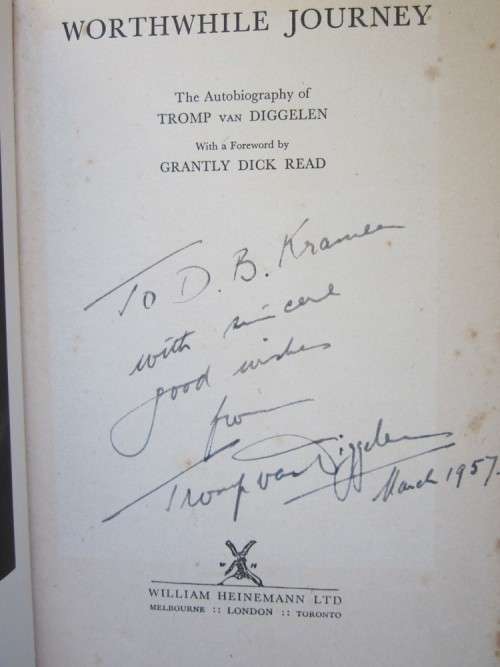 WORTHWHILE JOURNEY
The Autobiography of
TROMP VAN DIGGELEN
With a Foreword by
GRANTLY DICK READ
To D. B. Kramer
with sincere
good wishes
from
Tromp van Diggelen
March 1957.
WILLIAM HEINEMANN LTD
MELBOURNE :: LONDON :: TORONTO